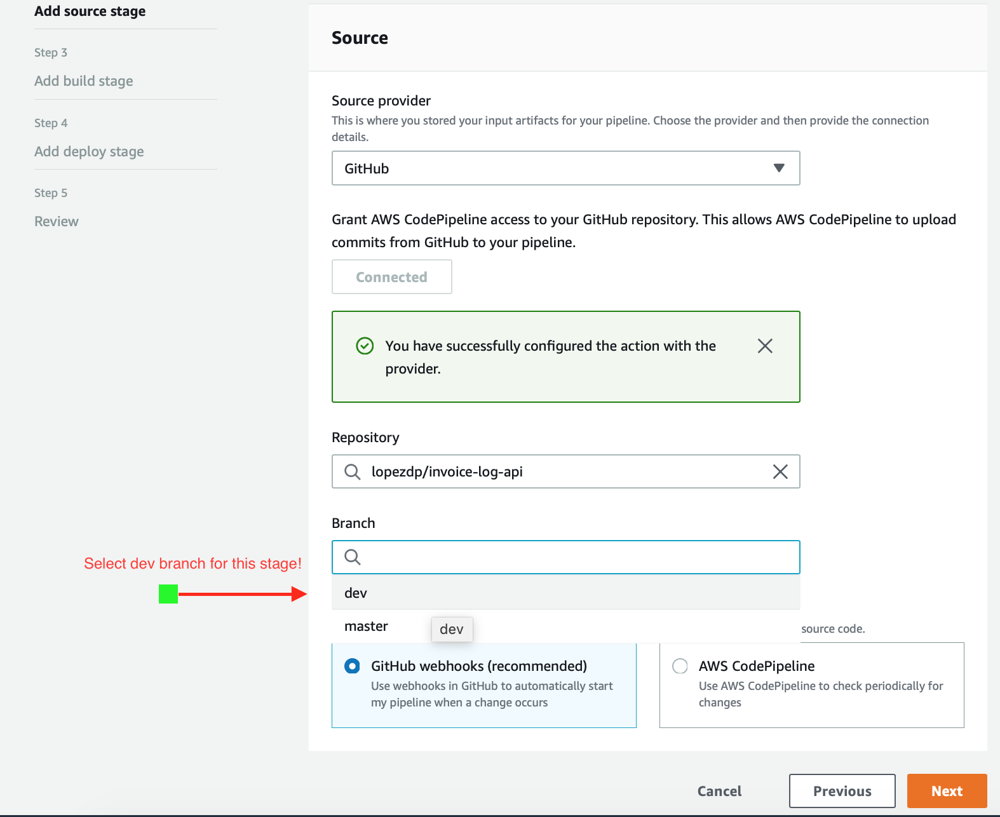 Add source stage
Step 3
Add build stage
Step 4
Add deploy stage
Step 5
Review
Source
Source provider
This is where you stored your input artifacts for your pipeline. Choose the provider and then provide the connection
details.
GitHub
Grant AWS CodePipeline access to your GitHub repository. This allows AWS CodePipeline to upload
commits from GitHub to your pipeline.
Connected
You have successfully configured the action with the
provider.
Repository
lopezdp/invoice-log-api
Branch
Select dev branch for this stage!
dev
master
dev
source code.
GitHub webhooks (recommended)
Use webhooks in GitHub to automatically start
my pipeline when a change occurs
AWS CodePipeline
Use AWS CodePipeline to check periodically for
changes
Cancel
Previous
Next